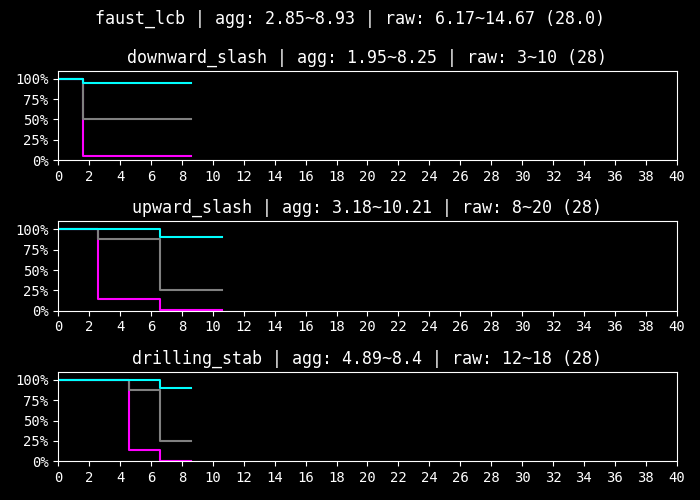 faust_lcb | agg: 2.85~8.93 | raw: 6.17~14.67 (28.0)
downward_slash | agg: 1.95~8.25 | raw: 3~10 (28)
100%
75%
50%
25%
0%
0 2 4 6 8 10 12 14 16 18 20 22 24 26 28 30 32 34 36 38 40
upward_slash | agg: 3.18~10.21 | raw: 8~20 (28)
100%
75%
50%
25%
0%
0 2 4 6 8 10 12 14 16 18 20 22 24 26 28 30 32 34 36 38 40
drilling_stab | agg: 4.89~8.4 | raw: 12~18 (28)
100%
75%
50%
25%
0%
0 2 4 6 8 10 12 14 16 18 20 22 24 26 28 30 32 34 36 38 40